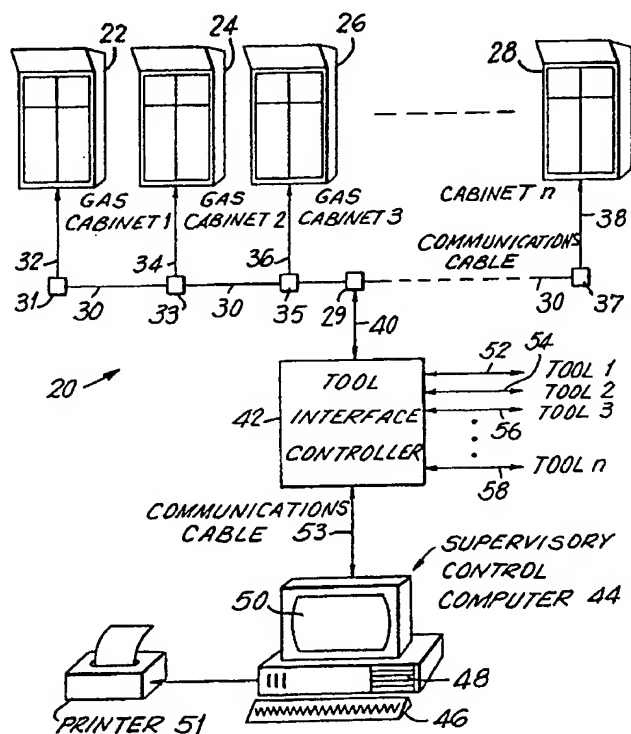 22
24
26
28
GAS
CABINET 1
GAS
CABINET 2
GAS
CABINET 3
CABINET n
32
34
36
38
COMMUNICATIONS
CABLE
31
30
33
30
35
29
30
37
40
20
42
TOOL
INTERFACE
CONTROLLER
52
54
TOOL 1
TOOL 2
TOOL 3
56
TOOL n
58
COMMUNICATIONS
CABLE 53
SUPERVISORY
CONTROL
COMPUTER 44
50
48
46
PRINTER 51